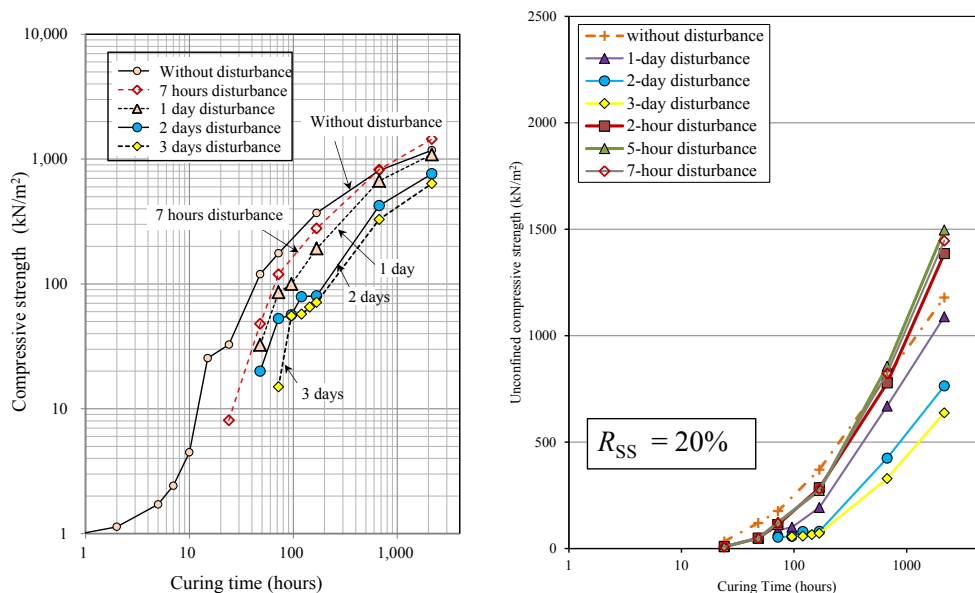 10,000
1,000
100
10
1
1
10
100
1,000
Compressive strength (kN/m²)
Curing time (hours)
Without disturbance
7 hours disturbance
1 day disturbance
2 days disturbance
3 days disturbance
Without disturbance
7 hours disturbance
1 day
2 days
3 days
2500
2000
1500
1000
500
0
1
10
100
1000
Unconfined compressive strength (kN/m²)
Curing Time (hours)
without disturbance
1-day disturbance
2-day disturbance
3-day disturbance
2-hour disturbance
5-hour disturbance
7-hour disturbance
R_SS = 20%